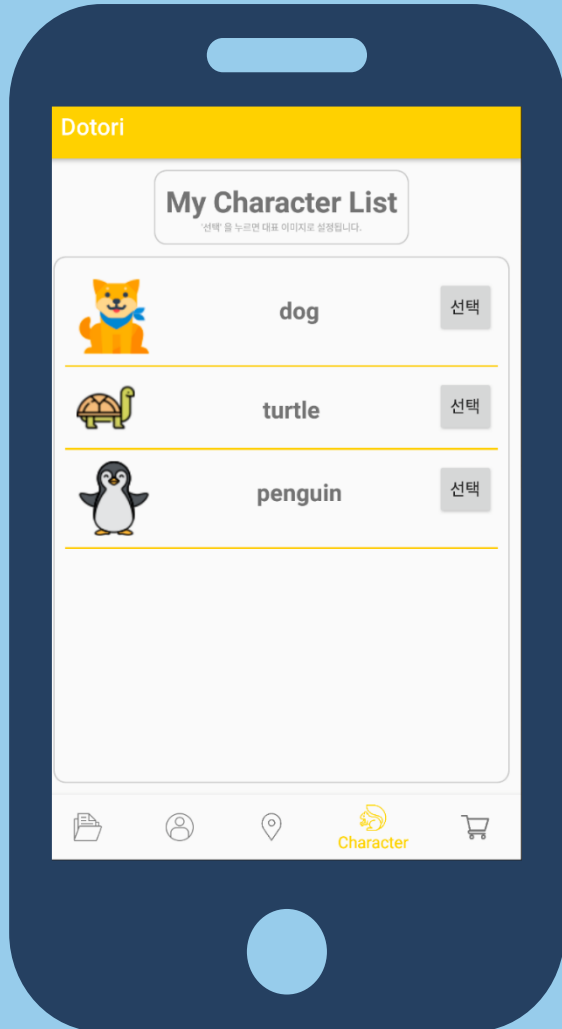 Dotori
My Character List
'선택' 을 누르면 대표 이미지로 설정됩니다.
dog
선택
turtle
선택
penguin
선택
Character